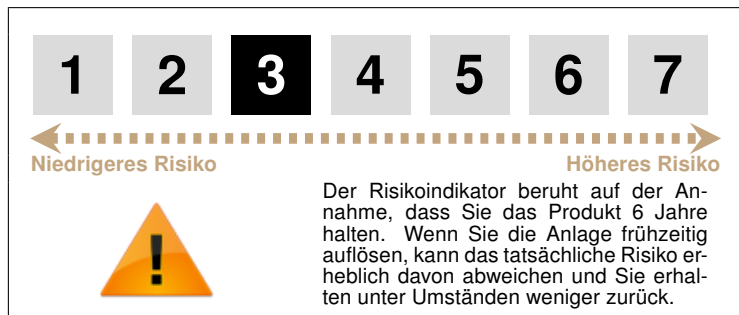 1 2 3 4 5 6 7
Niedrigeres Risiko Höheres Risiko
Der Risikoindikator beruht auf der An-
nahme, dass Sie das Produkt 6 Jahre
halten. Wenn Sie die Anlage frühzeitig
auflösen, kann das tatsächliche Risiko er-
heblich davon abweichen und Sie erhal-
ten unter Umständen weniger zurück.
!